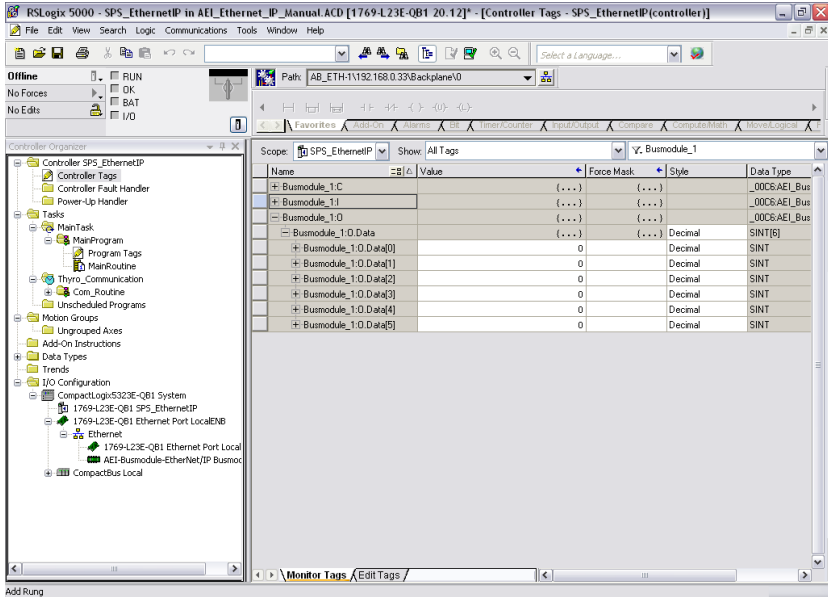 RSLogix 5000 - SPS_EthernetIP in AEI_Ethernet_IP_Manual.ACD [1769-L23E-QB1 20.12]* - [Controller Tags - SPS_EthernetIP(controller)]
File Edit View Search Logic Communications Tools Window Help
Select a Language...
Offline RUN
No Forces OK
BAT
No Edits I/O
Path: AB_ETH-1\192.168.0.33\Backplane\0
Favorites Add-On Alarms Bit Timer/Counter Input/Output Compare Compute/Math Move/Logical F
Controller Organizer
Controller SPS_EthernetIP
Controller Tags
Controller Fault Handler
Power-Up Handler
Tasks
MainTask
MainProgram
Program Tags
MainRoutine
Thyro_Communication
Com_Routine
Unscheduled Programs
Motion Groups
Ungrouped Axes
Add-On Instructions
Data Types
Trends
I/O Configuration
CompactLogix5323E-QB1 System
1769-L23E-QB1 SPS_EthernetIP
1769-L23E-QB1 Ethernet Port LocalENB
Ethernet
1769-L23E-QB1 Ethernet Port Local
AEI-Busmodule-EtherNet/IP Busmoc
CompactBus Local
Scope: SPS_EthernetIP Show: All Tags Busmodule_1
Name Value Force Mask Style Data Type
Busmodule_1:C {...} {...} _00C6:AEI_Bus
Busmodule_1:I {...} {...} _00C6:AEI_Bus
Busmodule_1:O {...} {...} _00C6:AEI_Bus
Busmodule_1:O.Data {...} {...} Decimal SINT[6]
Busmodule_1:O.Data[0] 0 Decimal SINT
Busmodule_1:O.Data[1] 0 Decimal SINT
Busmodule_1:O.Data[2] 0 Decimal SINT
Busmodule_1:O.Data[3] 0 Decimal SINT
Busmodule_1:O.Data[4] 0 Decimal SINT
Busmodule_1:O.Data[5] 0 Decimal SINT
Monitor Tags Edit Tags
Add Rung